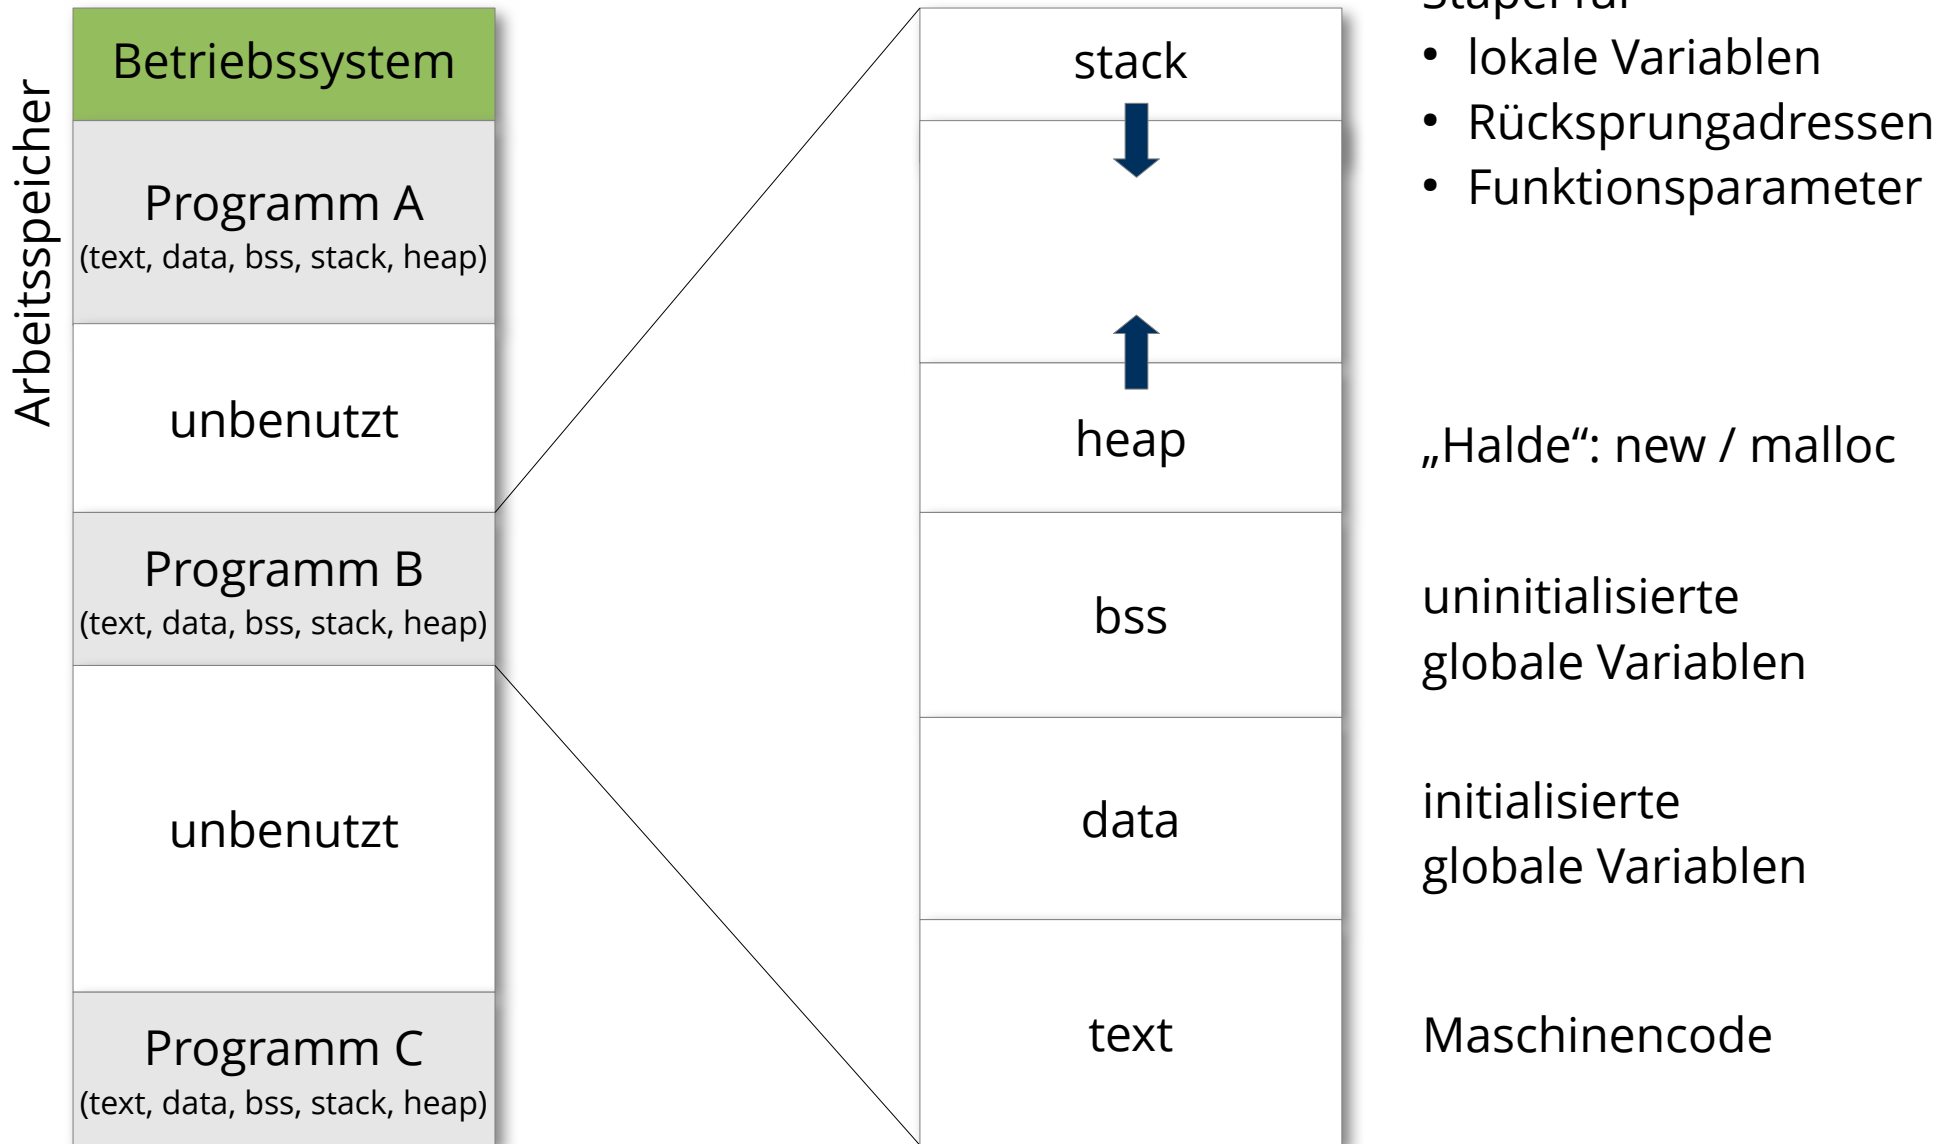 Arbeitsspeicher
Betriebssystem
Programm A
(text, data, bss, stack, heap)
unbenutzt
Programm B
(text, data, bss, stack, heap)
unbenutzt
Programm C
(text, data, bss, stack, heap)
stack
heap
bss
data
text
Stapel für
• lokale Variablen
• Rücksprungadressen
• Funktionsparameter
„Halde“: new / malloc
uninitialisierte
globale Variablen
initialisierte
globale Variablen
Maschinencode